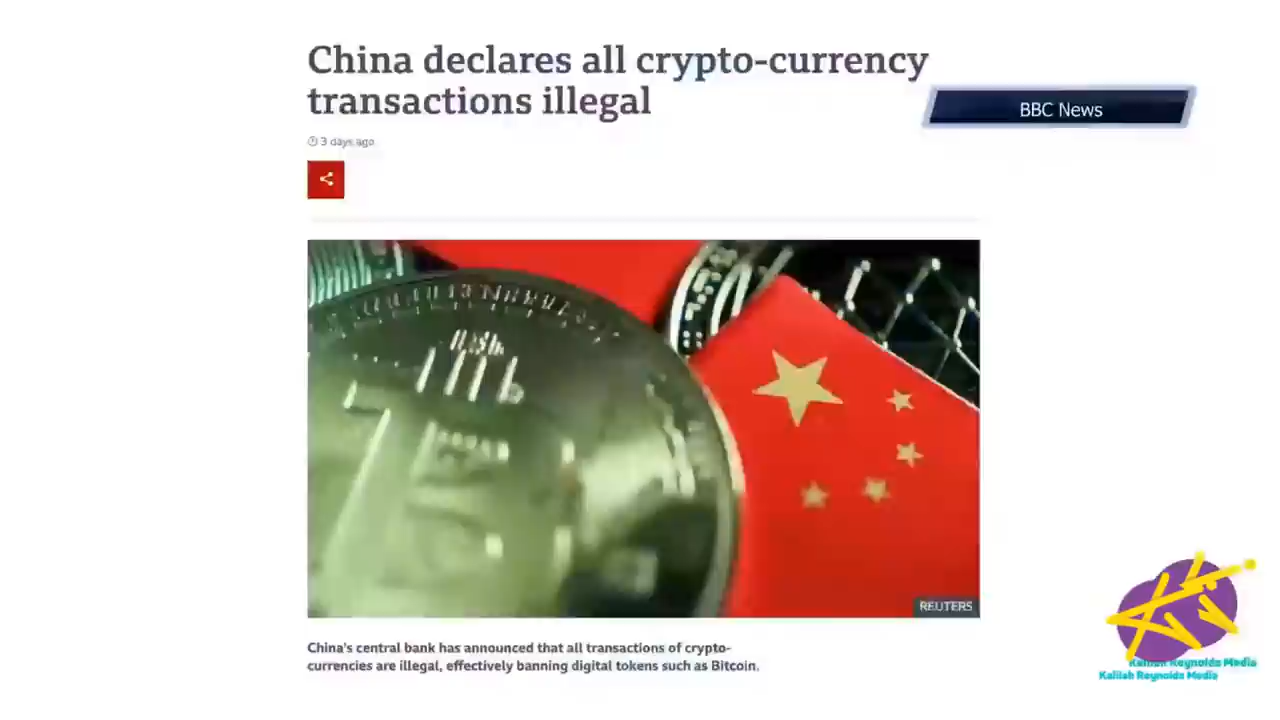 China declares all crypto-currency
transactions illegal
BBC News
3 days ago
REUTERS
China's central bank has announced that all transactions of crypto-
currencies are illegal, effectively banning digital tokens such as Bitcoin.
Kalilah Reynolds Media
Kalilah Reynolds Media